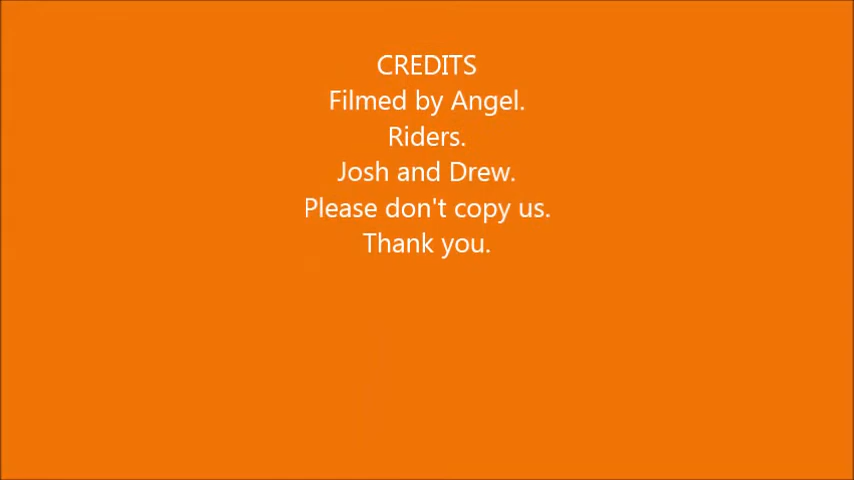 CREDITS
Filmed by Angel.
Riders.
Josh and Drew.
Please don't copy us.
Thank you.